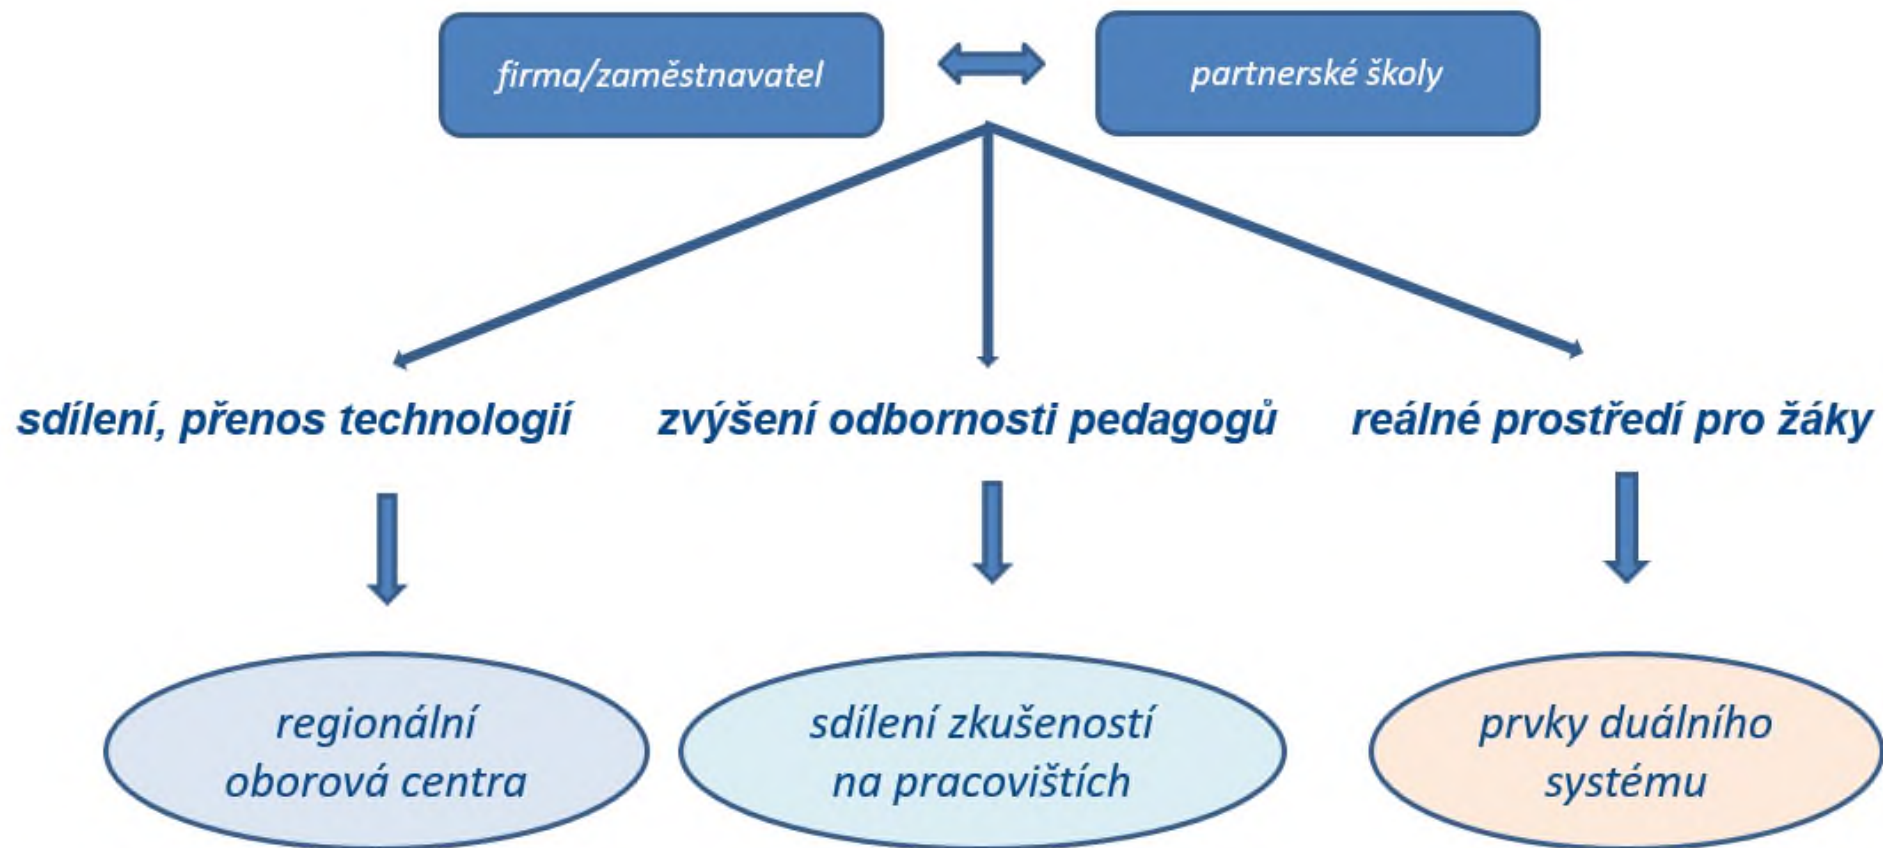 firma/zaměstnavatel
partnerské školy
sdílení, přenos technologií
zvýšení odbornosti pedagogů
reálné prostředí pro žáky
regionální
oborová centra
sdílení zkušeností
na pracovištích
prvky duálního
systému